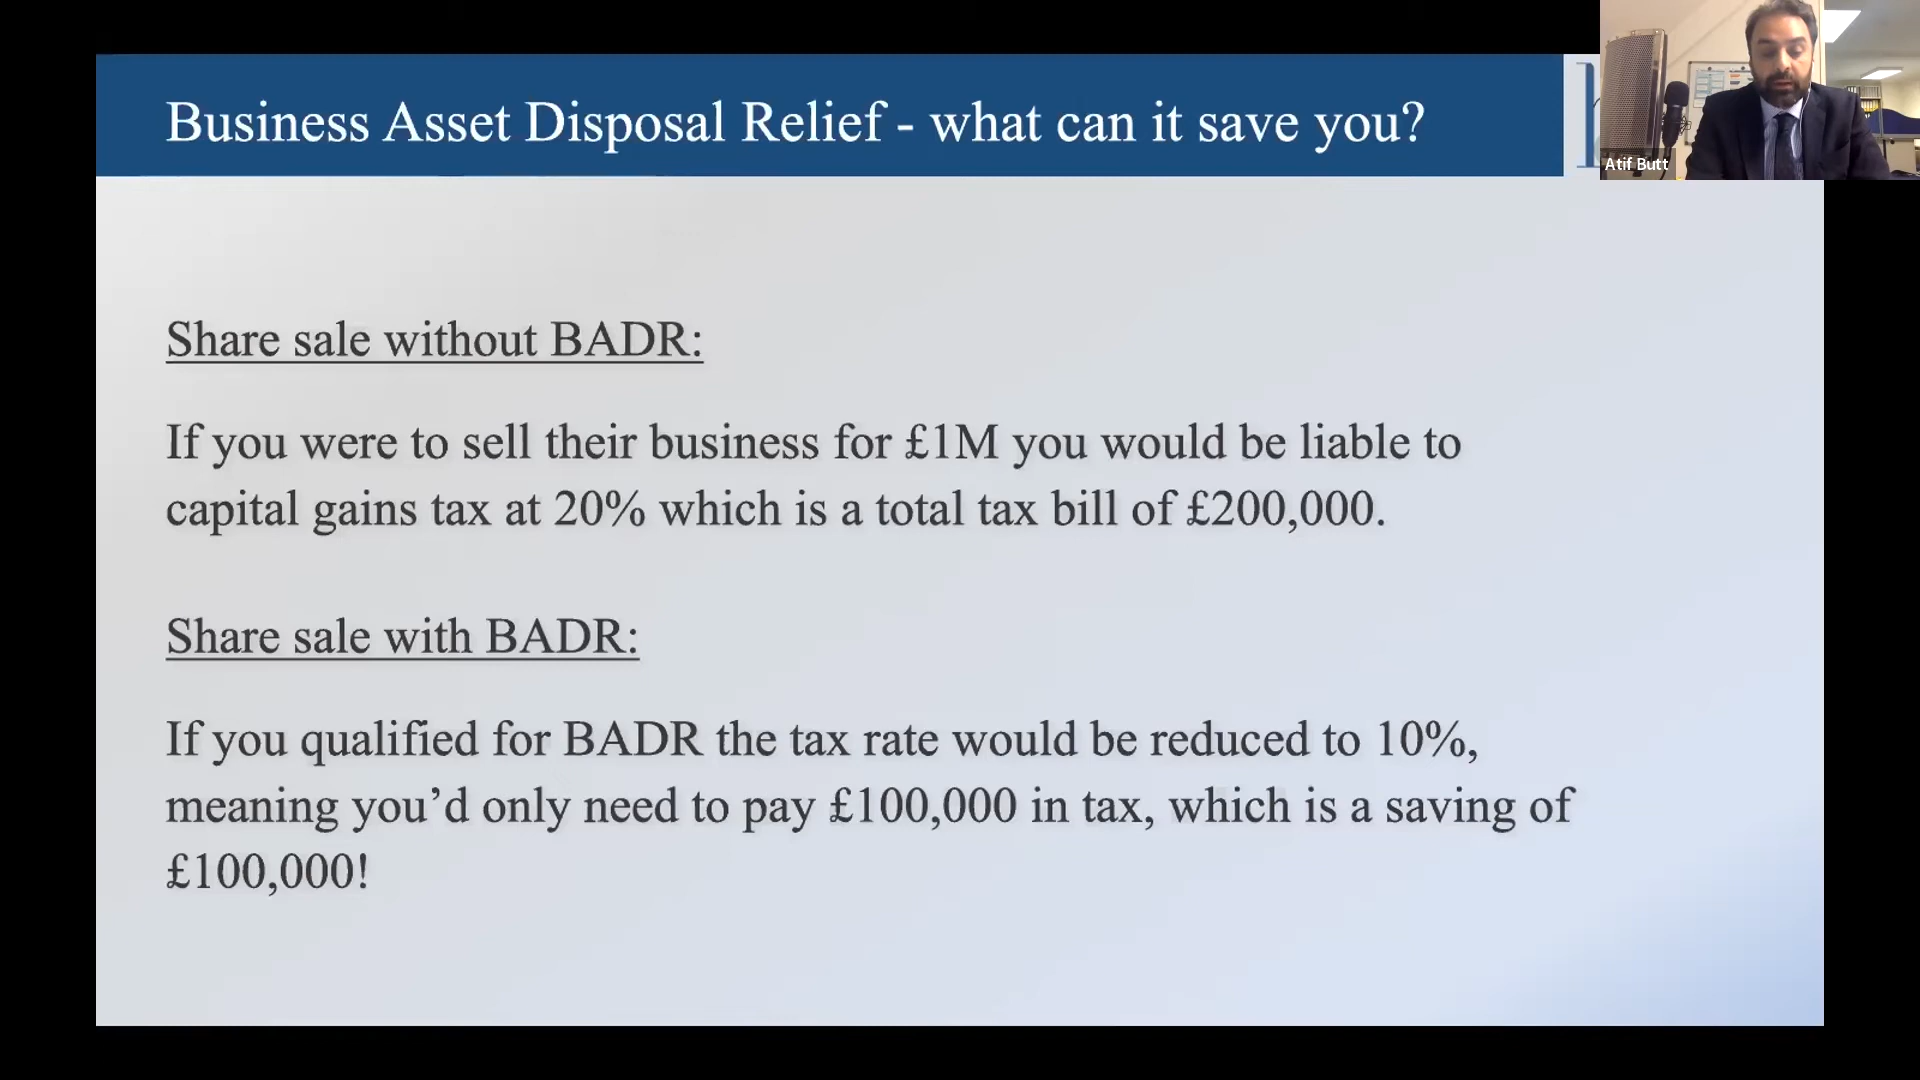 Business Asset Disposal Relief - what can it save you?
Atif Butt
Share sale without BADR:
If you were to sell their business for £1M you would be liable to
capital gains tax at 20% which is a total tax bill of £200,000.
Share sale with BADR:
If you qualified for BADR the tax rate would be reduced to 10%,
meaning you’d only need to pay £100,000 in tax, which is a saving of
£100,000!